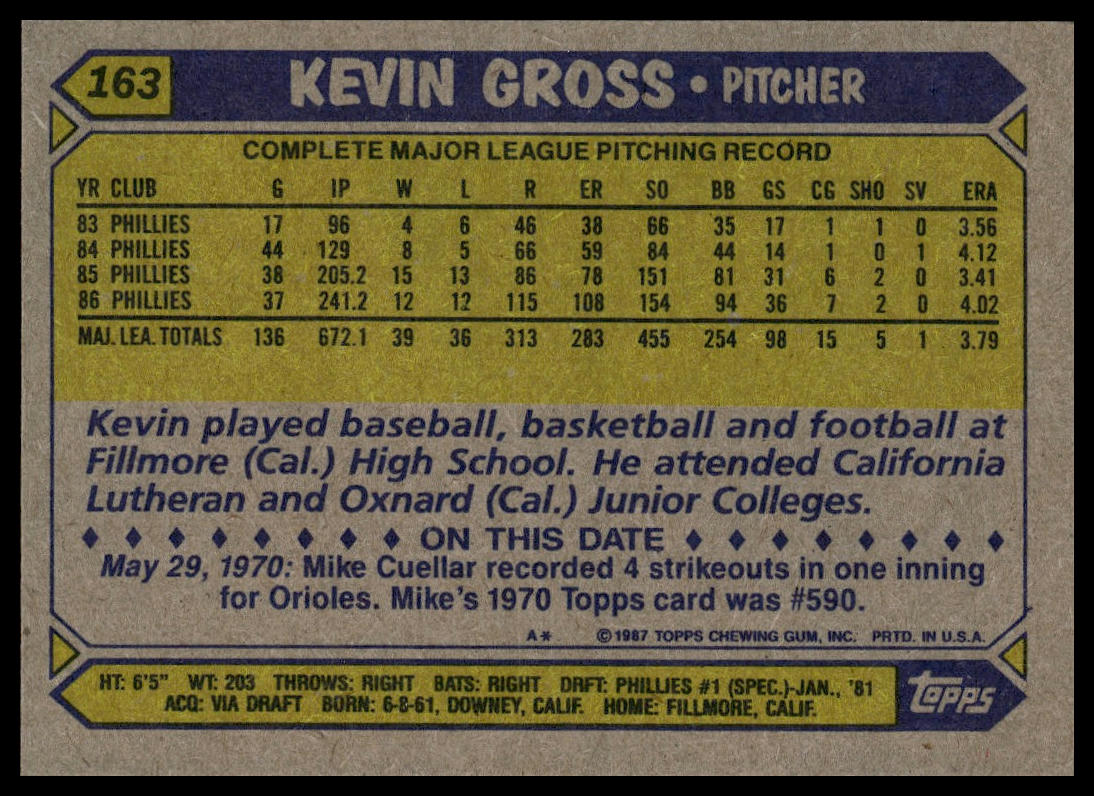 163
KEVIN GROSS • PITCHER
COMPLETE MAJOR LEAGUE PITCHING RECORD
YR CLUB G IP W L R ER SO BB GS CG SHO SV ERA
83 PHILLIES 17 96 4 6 46 38 66 35 17 1 1 0 3.56
84 PHILLIES 44 129 8 5 66 59 84 44 14 1 0 1 4.12
85 PHILLIES 38 205.2 15 13 86 78 151 81 31 6 2 0 3.41
86 PHILLIES 37 241.2 12 12 115 108 154 94 36 7 2 0 4.02
MAJ. LEA. TOTALS 136 672.1 39 36 313 283 455 254 98 15 5 1 3.79
Kevin played baseball, basketball and football at
Fillmore (Cal.) High School. He attended California
Lutheran and Oxnard (Cal.) Junior Colleges.
♦ ♦ ♦ ♦ ♦ ♦ ♦ ♦ ON THIS DATE ♦ ♦ ♦ ♦ ♦ ♦ ♦ ♦
May 29, 1970: Mike Cuellar recorded 4 strikeouts in one inning
for Orioles. Mike's 1970 Topps card was #590.
A* ©1987 TOPPS CHEWING GUM, INC. PRTD. IN U.S.A.
HT: 6'5" WT: 203 THROWS: RIGHT BATS: RIGHT DRFT: PHILLIES #1 (SPEC.)-JAN., '81
ACQ: VIA DRAFT BORN: 6-8-61, DOWNEY, CALIF. HOME: FILLMORE, CALIF.
topps